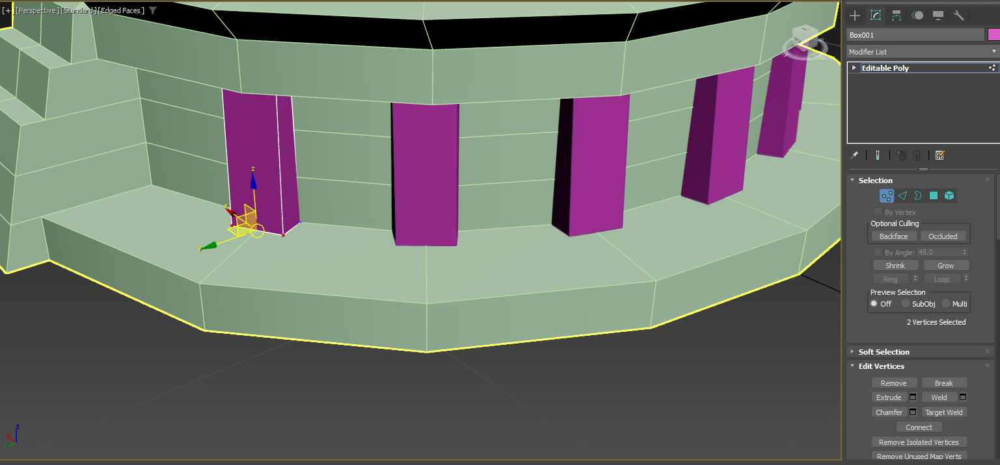 [+][Perspective][Standard][Edged Faces]
Box001
Modifier List
Editable Poly
z
x
y
Selection
By Vertex
Optional Culling
Backface Occluded
By Angle: 45.0
Shrink Grow
Ring Loop
Preview Selection
Off SubObj Multi
2 Vertices Selected
Soft Selection
Edit Vertices
Remove Break
Extrude Weld
Chamfer Target Weld
Connect
Remove Isolated Vertices
Remove Unused Map Verts
z
x
y